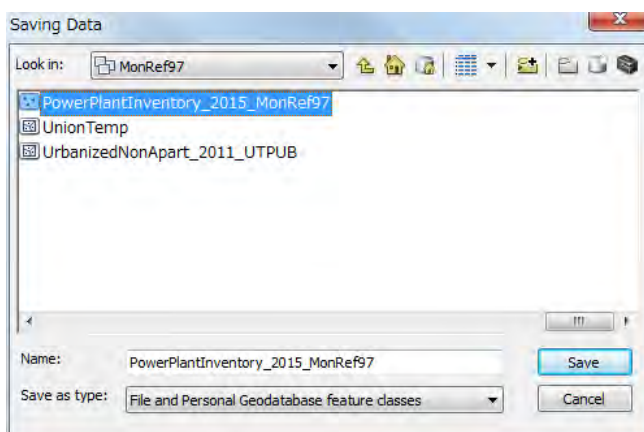 Saving Data
Look in: MonRef97
PowerPlantInventory_2015_MonRef97
UnionTemp
UrbanizedNonApart_2011_UTPUB
Name: PowerPlantInventory_2015_MonRef97 Save
Save as type: File and Personal Geodatabase feature classes Cancel